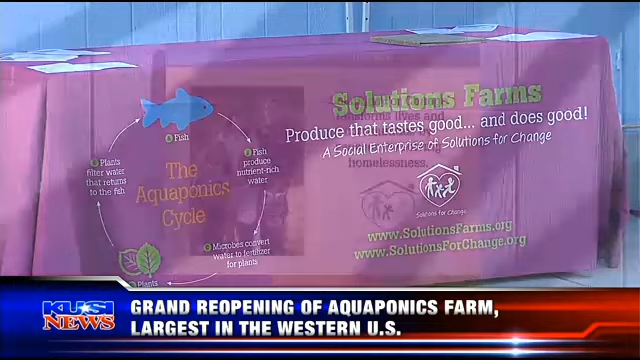 Solutions Farms
transforms lives and
Produce that tastes good... and does good!
A Social Enterprise of Solutions for Change
homelessness.
Solutions for Change
www.SolutionsFarms.org
www.SolutionsForChange.org
The
Aquaponics
Cycle
Fish
Fish
produce
nutrient-rich
water
Microbes convert
water to fertilizer
for plants
Plants
Plants
filter water
that returns
to the fish
KUSI
NEWS
GRAND REOPENING OF AQUAPONICS FARM,
LARGEST IN THE WESTERN U.S.